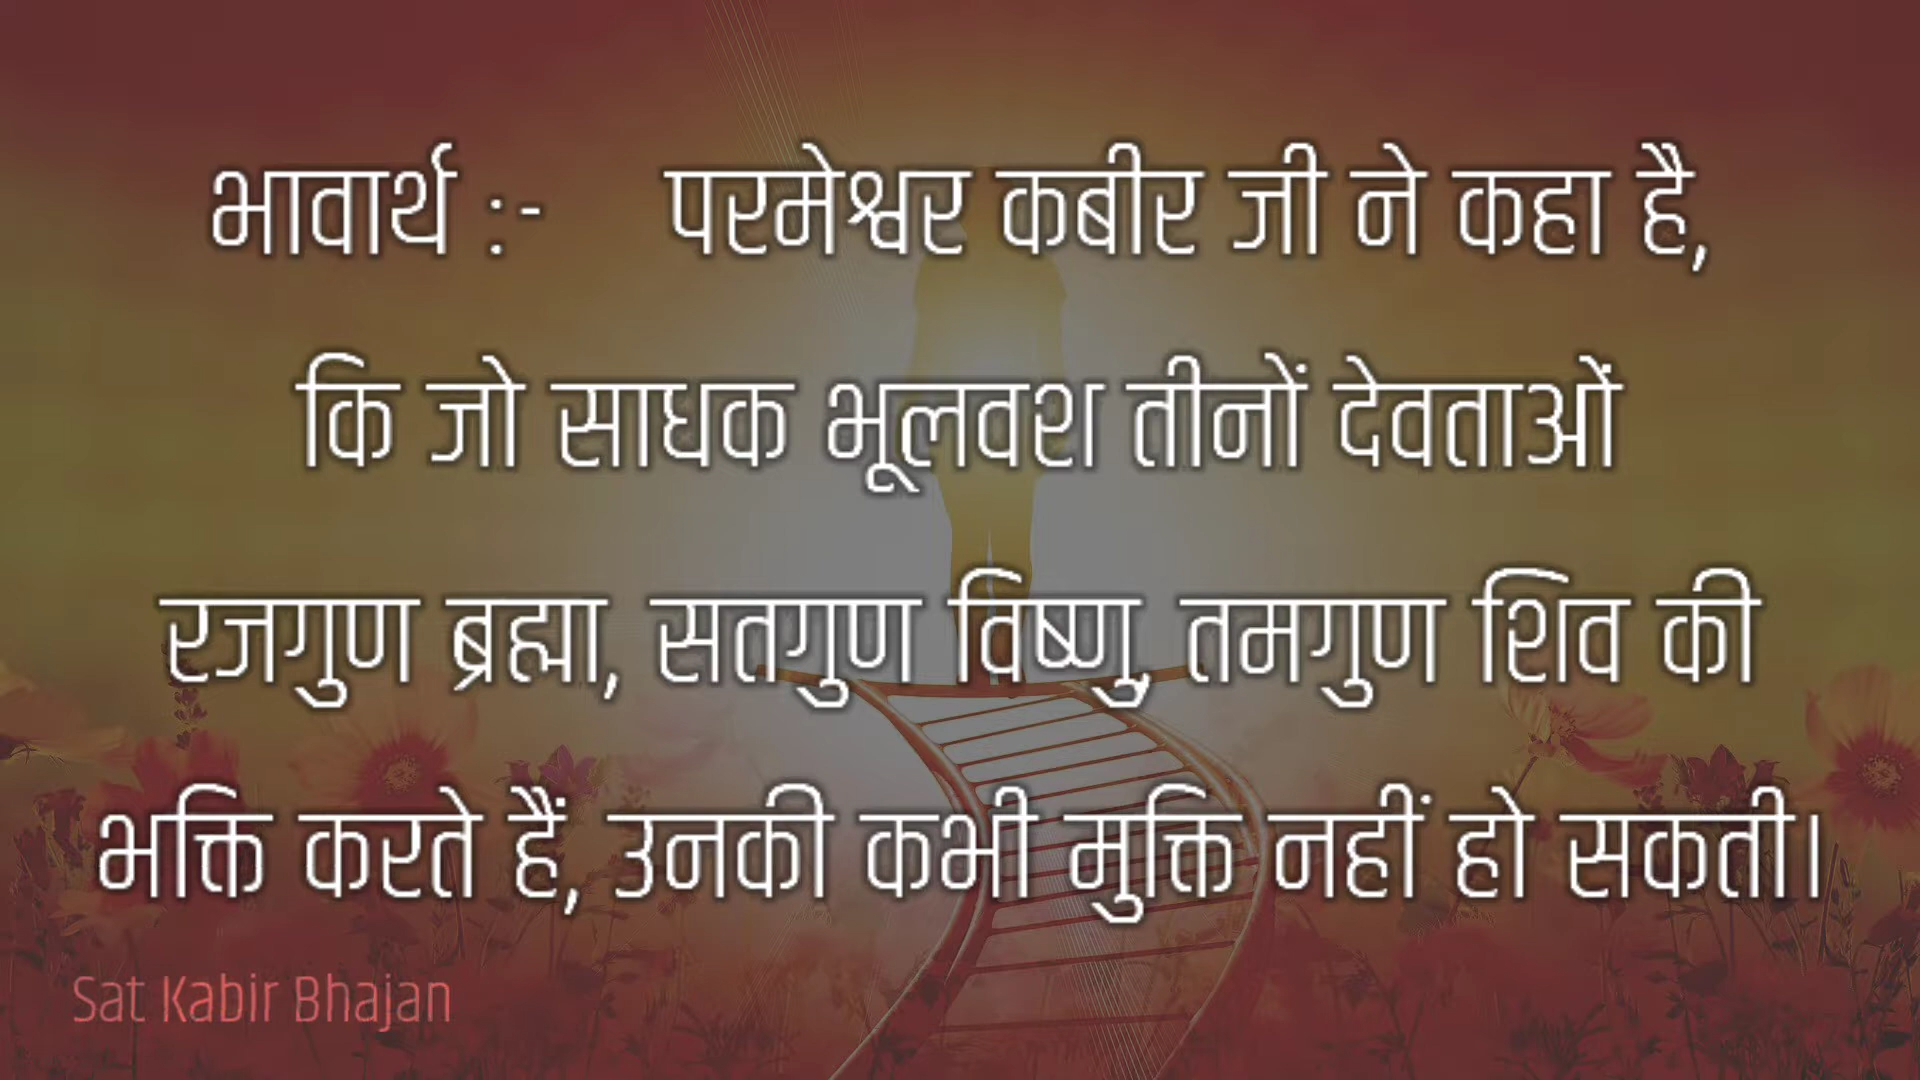 भावार्थ :- परमेश्वर कबीर जी ने कहा है,
कि जो साधक भूलवश तीनों देवताओं
रजगुण ब्रह्मा, सतगुण विष्णु, तमगुण शिव की
भक्ति करते हैं, उनकी कभी मुक्ति नहीं हो सकती।
Sat Kabir Bhajan